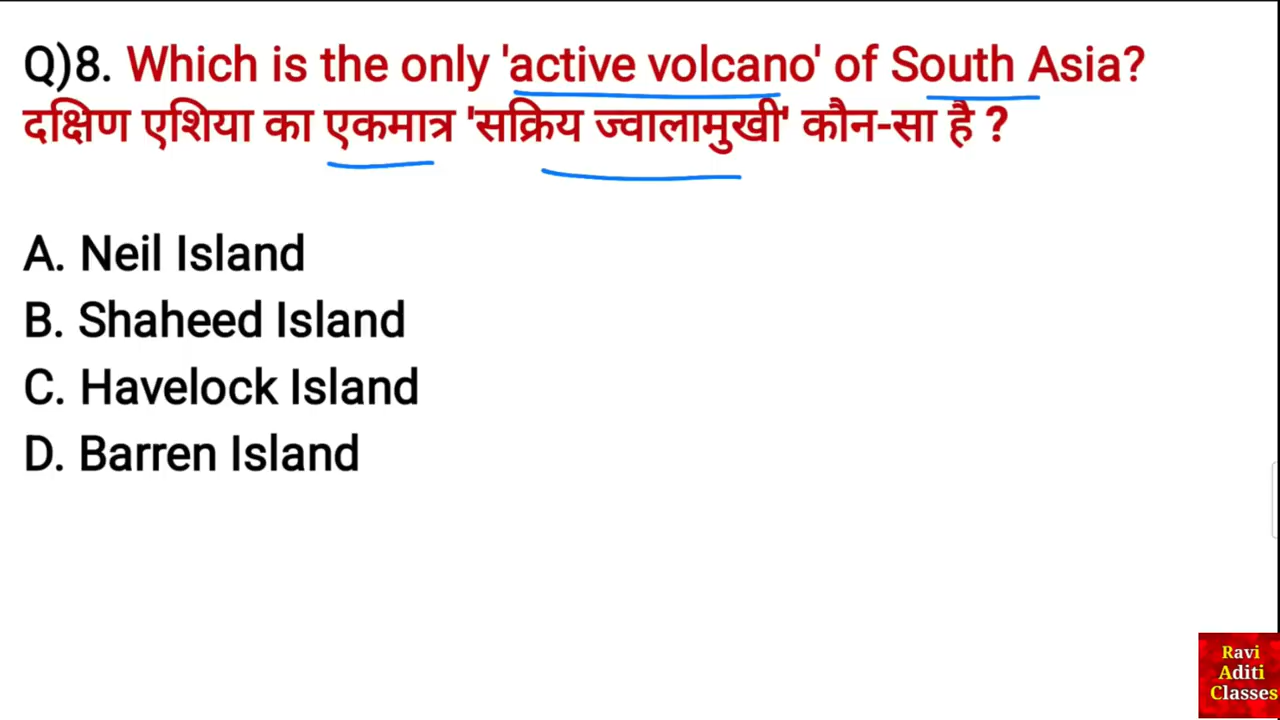 Q)8. Which is the only 'active volcano' of South Asia?
दक्षिण एशिया का एकमात्र 'सक्रिय ज्वालामुखी' कौन-सा है ?
A. Neil Island
B. Shaheed Island
C. Havelock Island
D. Barren Island
Ravi
Aditi
Classes